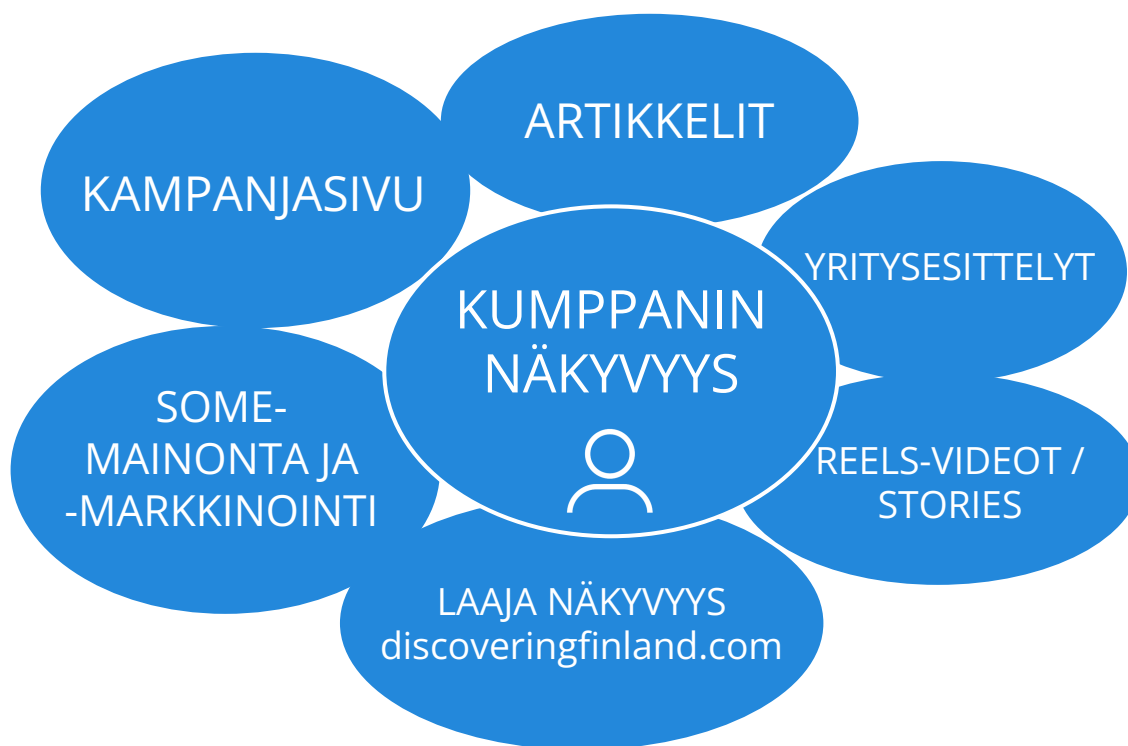 ARTIKKELIT
KAMPANJASIVU
YRITYSESITTELYT
KUMPPANIN
NÄKYVYYS
SOME-
MAINONTA JA
-MARKKINOINTI
REELS-VIDEOT /
STORIES
LAAJA NÄKYVYYS
discoveringfinland.com